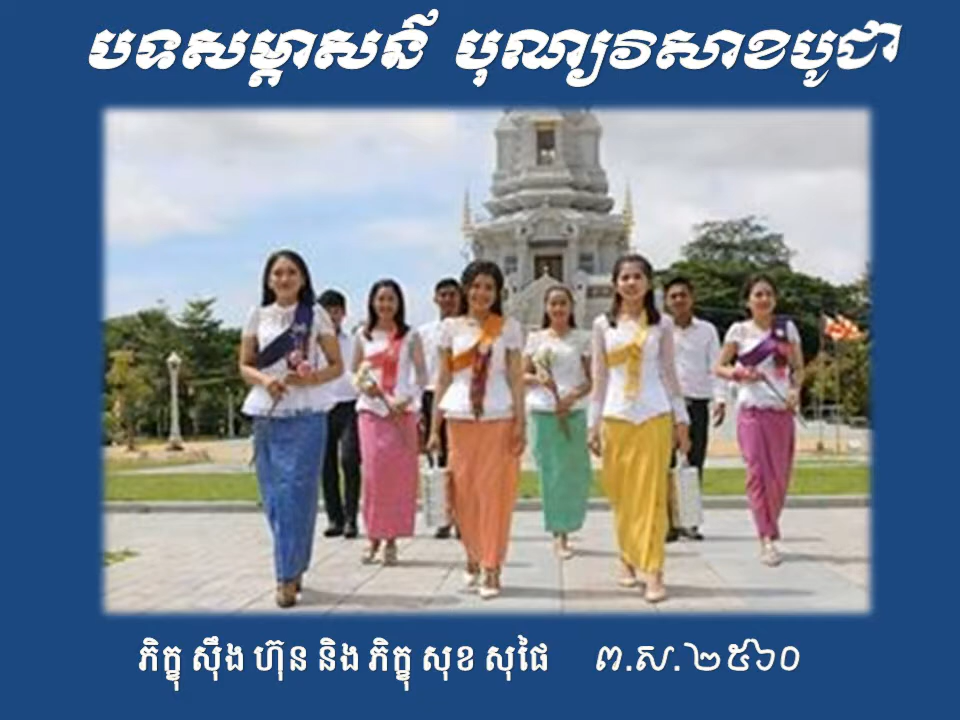 បទសម្ភាសន៍ បុណ្យវិសាខបូជា
ភិក្ខុ ស៊ឹង ហ៊ុន និង ភិក្ខុ សុខ សុផៃ ព.ស. ២៥៦០